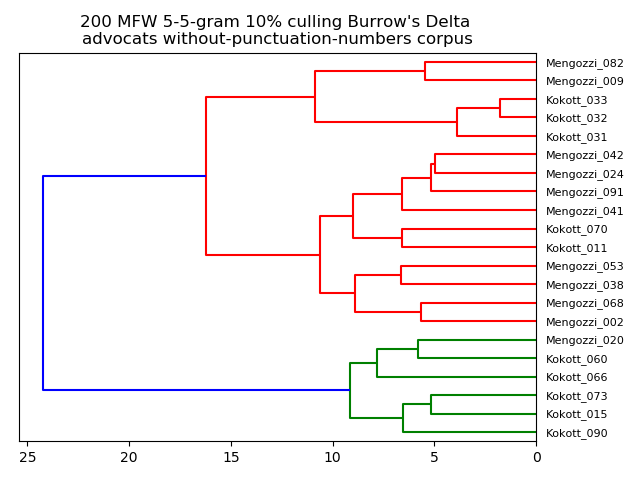 200 MFW 5-5-gram 10% culling Burrow's Delta
advocats without-punctuation-numbers corpus
Mengozzi_082
Mengozzi_009
Kokott_033
Kokott_032
Kokott_031
Mengozzi_042
Mengozzi_024
Mengozzi_091
Mengozzi_041
Kokott_070
Kokott_011
Mengozzi_053
Mengozzi_038
Mengozzi_068
Mengozzi_002
Mengozzi_020
Kokott_060
Kokott_066
Kokott_073
Kokott_015
Kokott_090
25 20 15 10 5 0